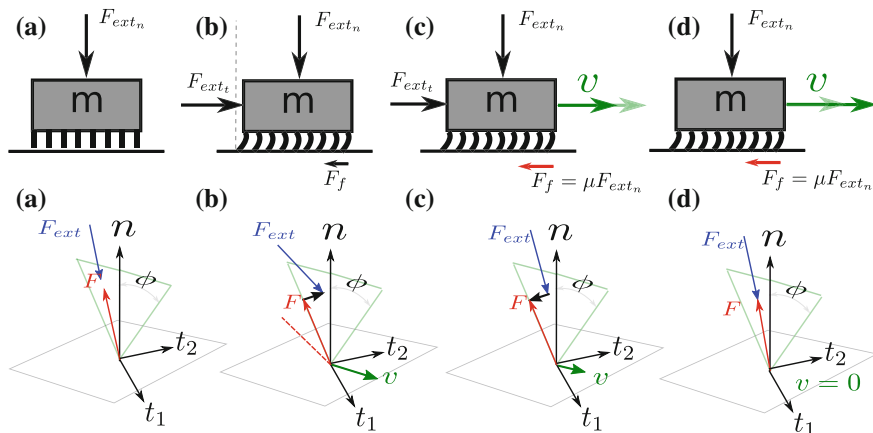 (a) F_{ext_n} (b) F_{ext_n} (c) F_{ext_n} (d) F_{ext_n}
F_{ext_t} m m F_{ext_t} m v m v
F_f F_f = μF_{ext_n} F_f = μF_{ext_n}
(a) (b) (c) (d)
F_{ext} n F_{ext} n F_{ext} n F_{ext} n
F ϕ F ϕ F ϕ F ϕ
t_2 t_2 t_2 t_2
v v v = 0
t_1 t_1 t_1 t_1